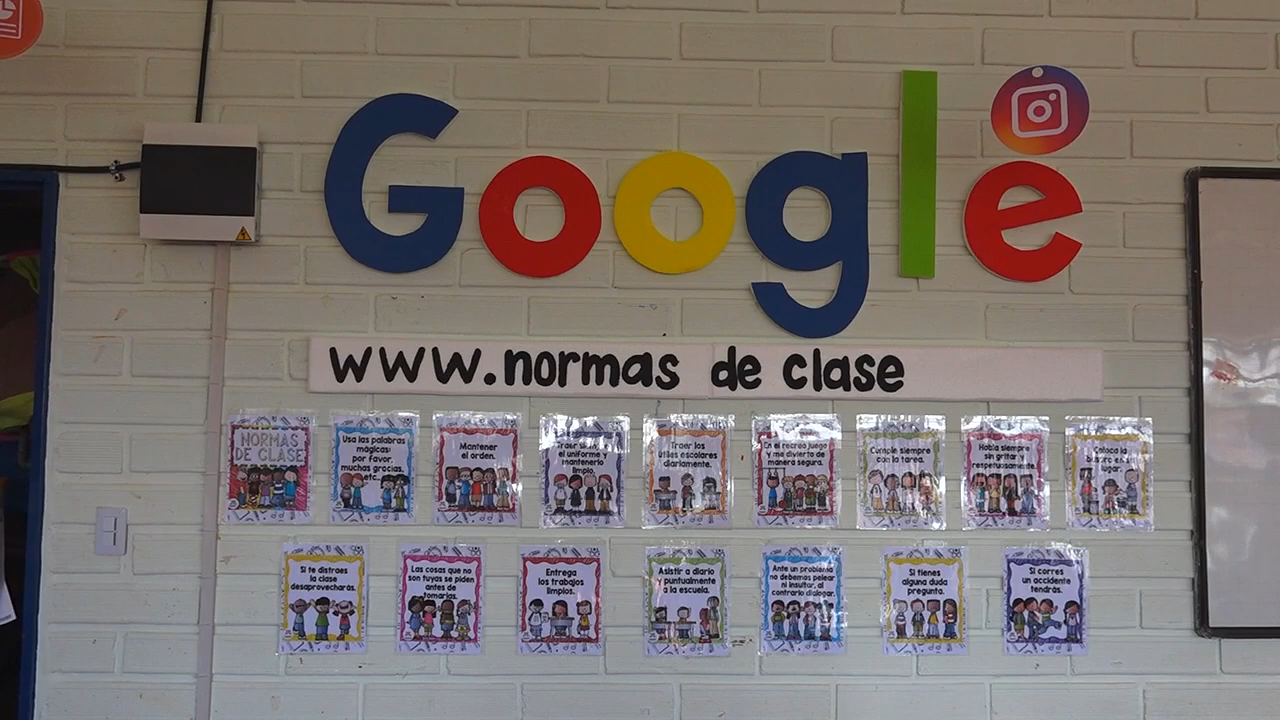 Google
www.normas de clase
NORMAS
DE CLASE
Usa las palabras
mágicas:
por favor,
muchas gracias,
etc.
Mantener
el orden.
el uniforme y
mantenerlo
limpio.
Traer los
útiles escolares
diariamente.
En el recreo juego
y me divierto de
manera segura.
Cumple siempre
con la tarea.
Habla siempre
sin gritar y
respetuosamente.
Coloca la
basura en su
lugar.
Si te distraes
la clase
desaprovecharás.
Las cosas que no
son tuyas se piden
antes de
tomarlas.
Entrega
los trabajos
limpios.
Asistir a diario
y puntualmente
a la escuela.
Ante un problema
no debemos pelear
ni insultar, al
contrario dialogar.
Si tienes
alguna duda
pregunta.
Si corres
un accidente
tendrás.